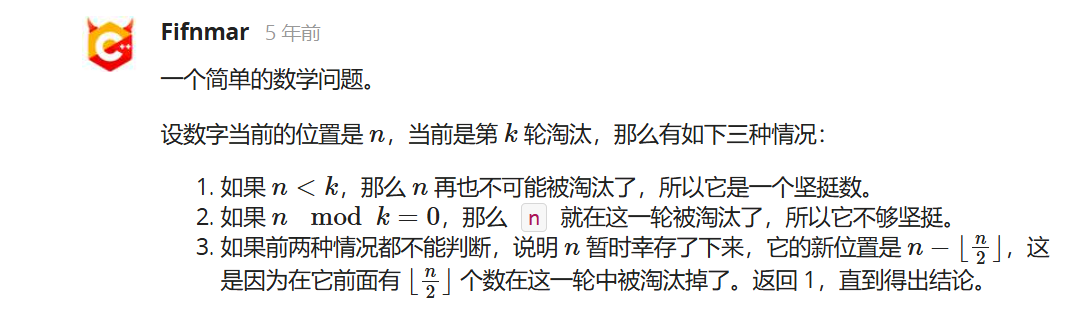 Fifnmar 5 年前
一个简单的数学问题。
设数字当前的位置是 n，当前是第 k 轮淘汰，那么有如下三种情况：
1. 如果 n < k，那么 n 再也不可能被淘汰了，所以它是一个坚挺数。
2. 如果 n mod k = 0，那么 n 就在这一轮被淘汰了，所以它不够坚挺。
3. 如果前两种情况都不能判断，说明 n 暂时幸存了下来，它的新位置是 n − ⌊n/2⌋，这
是因为在它前面有 ⌊n/2⌋ 个数在这一轮中被淘汰掉了。返回 1，直到得出结论。